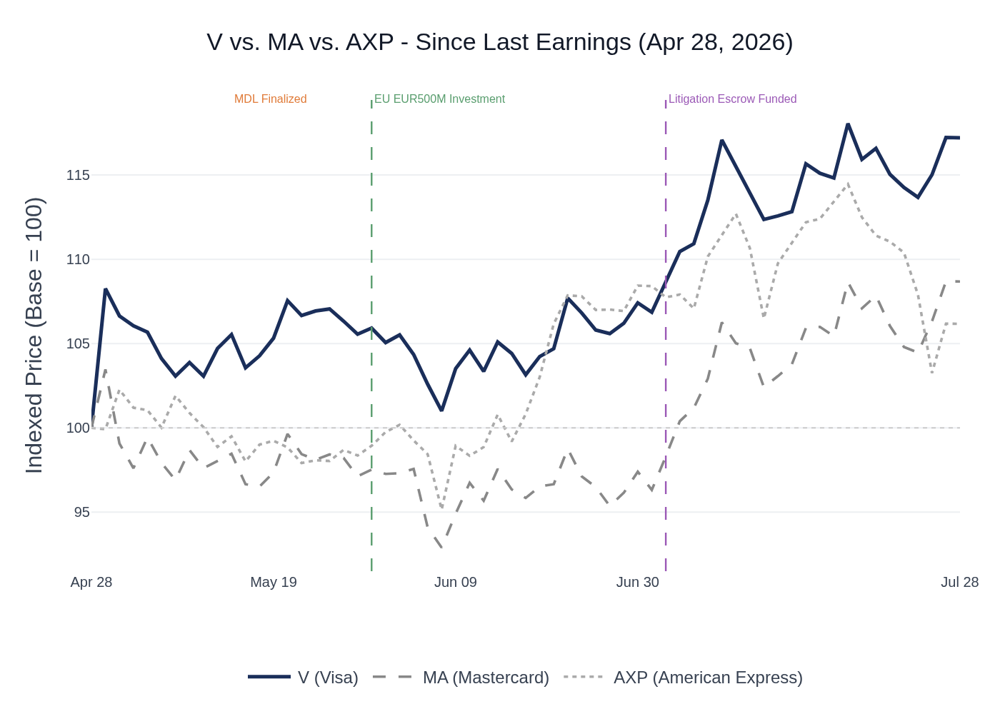 V vs. MA vs. AXP - Since Last Earnings (Apr 28, 2026)
MDL Finalized
EU EUR500M Investment
Litigation Escrow Funded
Indexed Price (Base = 100)
115
110
105
100
95
Apr 28
May 19
Jun 09
Jun 30
Jul 28
V (Visa)
MA (Mastercard)
AXP (American Express)